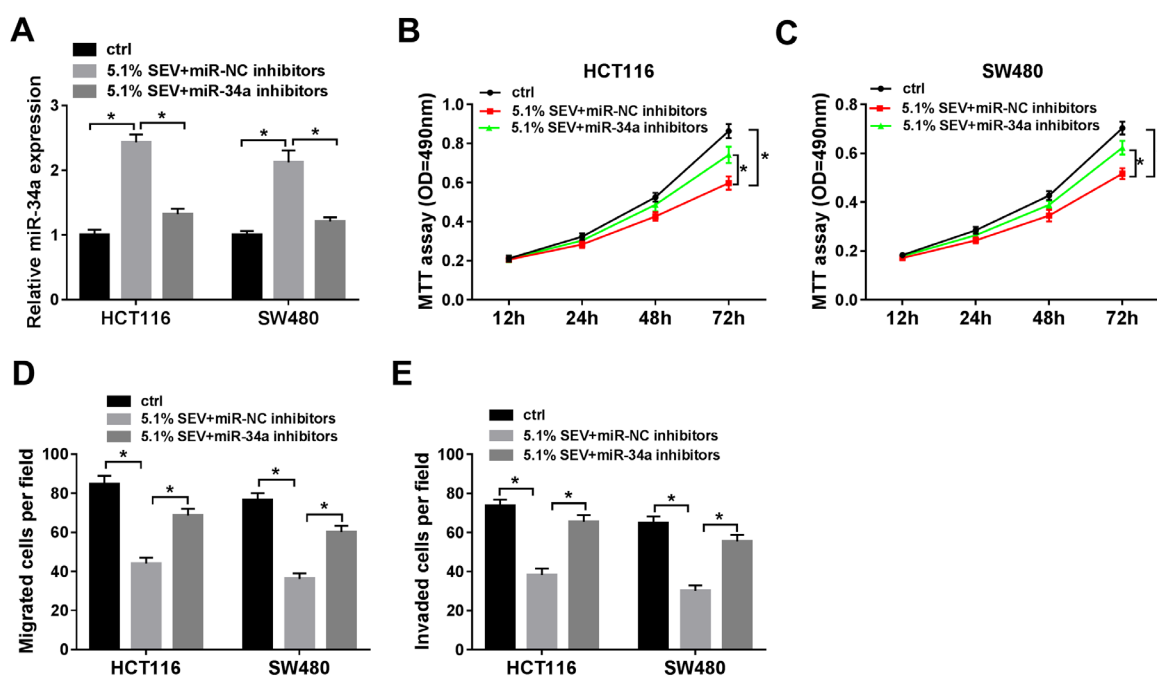 A
ctrl
5.1% SEV+miR-NC inhibitors
5.1% SEV+miR-34a inhibitors
Relative miR-34a expression
3
2
1
0
* * * *
HCT116 SW480
B
HCT116
ctrl
5.1% SEV+miR-NC inhibitors
5.1% SEV+miR-34a inhibitors
MTT assay (OD=490nm)
1.0
0.8
0.6
0.4
0.2
0.0
* *
12h 24h 48h 72h
C
SW480
ctrl
5.1% SEV+miR-NC inhibitors
5.1% SEV+miR-34a inhibitors
MTT assay (OD=490nm)
0.8
0.6
0.4
0.2
0.0
*
12h 24h 48h 72h
D
ctrl
5.1% SEV+miR-NC inhibitors
5.1% SEV+miR-34a inhibitors
Migrated cells per field
100
80
60
40
20
0
* * * *
HCT116 SW480
E
ctrl
5.1% SEV+miR-NC inhibitors
5.1% SEV+miR-34a inhibitors
Invaded cells per field
100
80
60
40
20
0
* * * *
HCT116 SW480